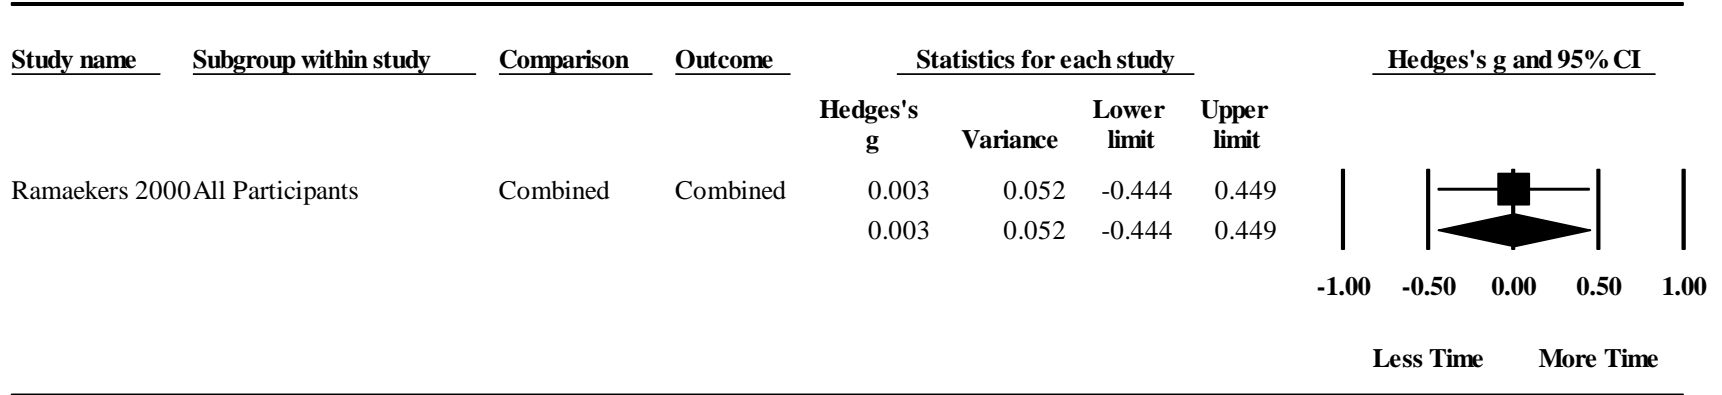 Study name Subgroup within study Comparison Outcome Statistics for each study Hedges's g and 95% CI
Hedges's Lower Upper
g Variance limit limit
Ramaekers 2000 All Participants Combined Combined 0.003 0.052 -0.444 0.449
0.003 0.052 -0.444 0.449
-1.00 -0.50 0.00 0.50 1.00
Less Time More Time